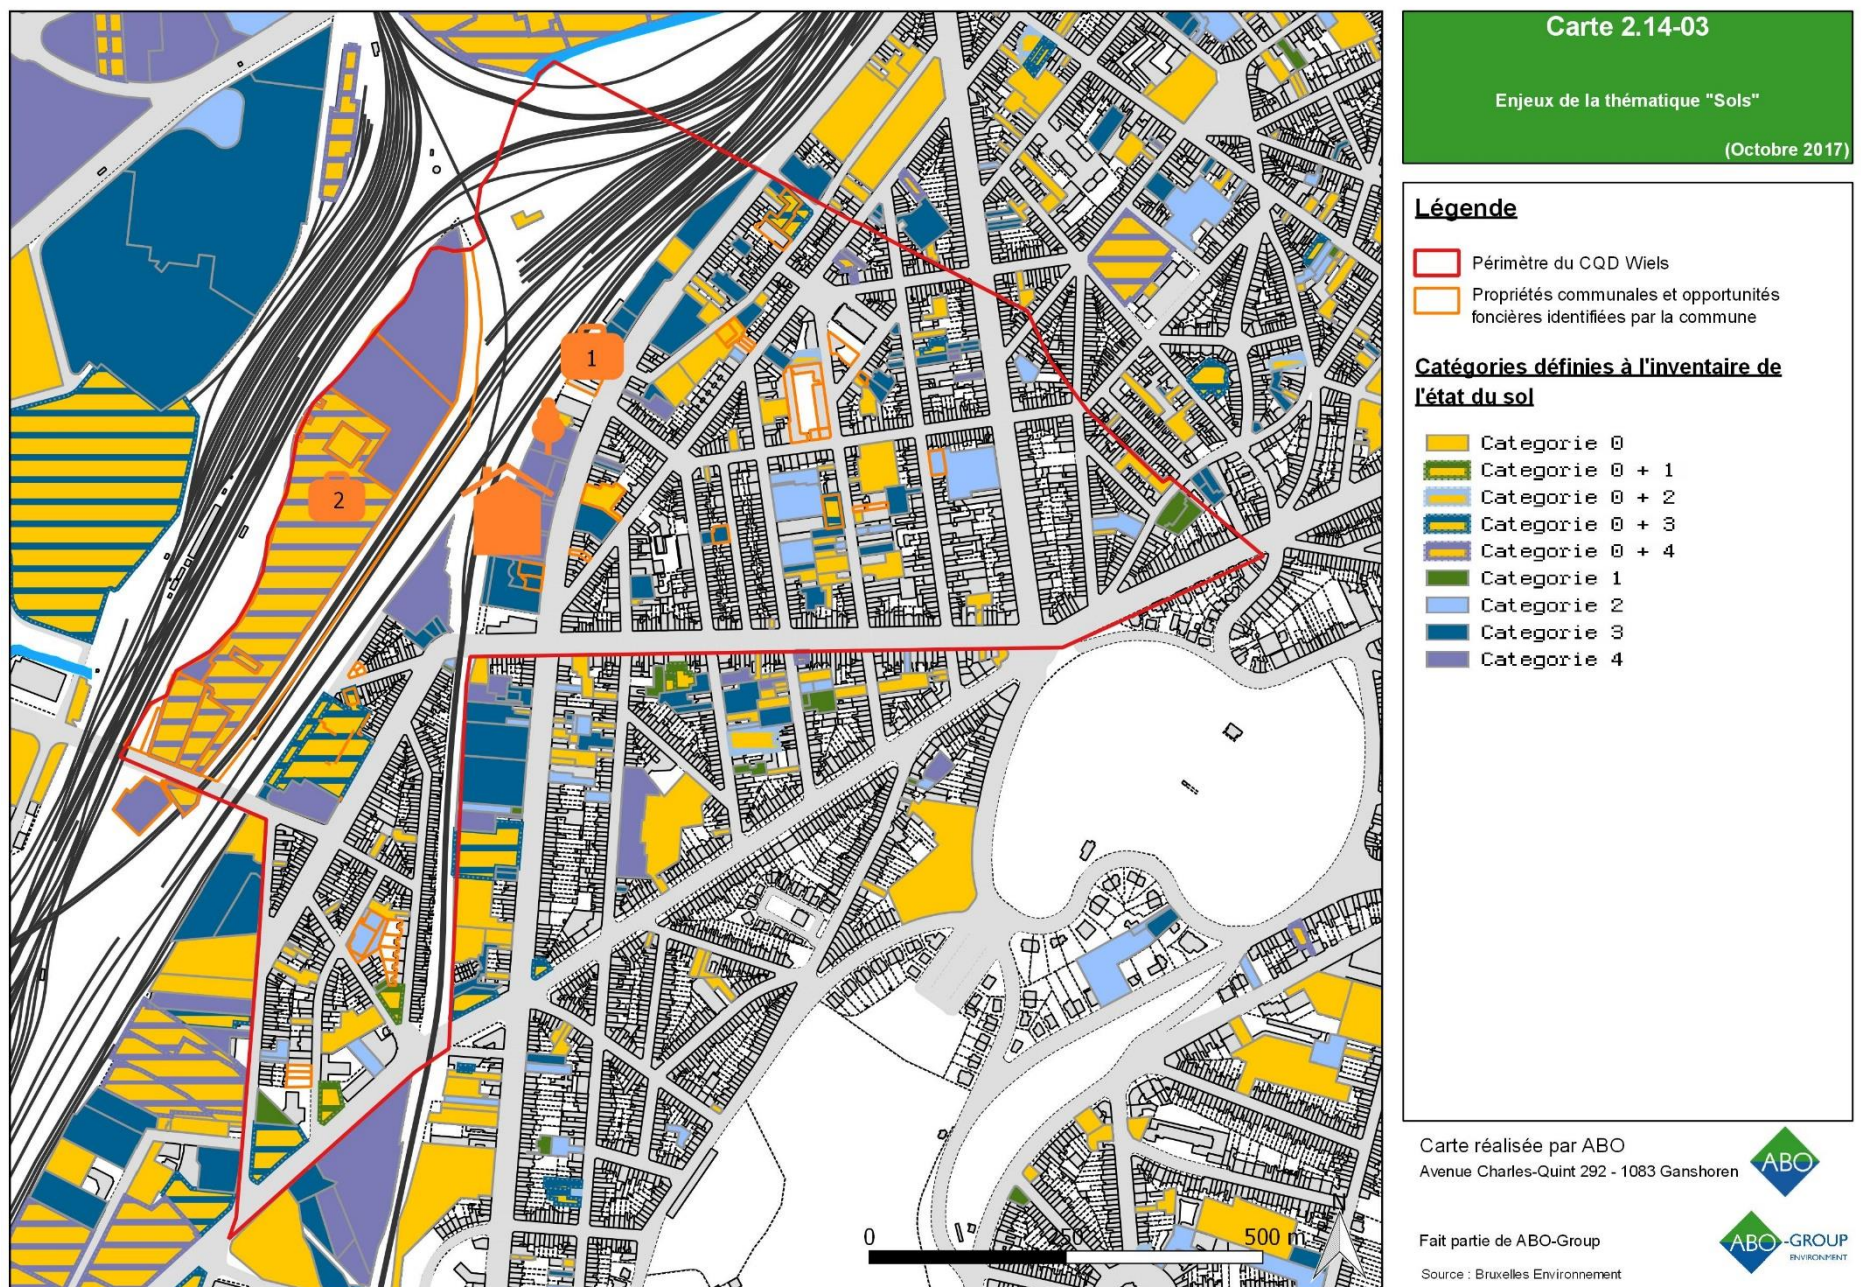 Carte 2.14-03
Enjeux de la thématique "Sols"
(Octobre 2017)
Légende
Périmètre du CQD Wiels
Propriétés communales et opportunités
foncières identifiées par la commune
Catégories définies à l'inventaire de
l'état du sol
Categorie 0
Categorie 0 + 1
Categorie 0 + 2
Categorie 0 + 3
Categorie 0 + 4
Categorie 1
Categorie 2
Categorie 3
Categorie 4
1
2
0 250 500 m
Carte réalisée par ABO
Avenue Charles-Quint 292 - 1083 Ganshoren
ABO
Fait partie de ABO-Group
ABO-GROUP
ENVIRONMENT
Source : Bruxelles Environnement